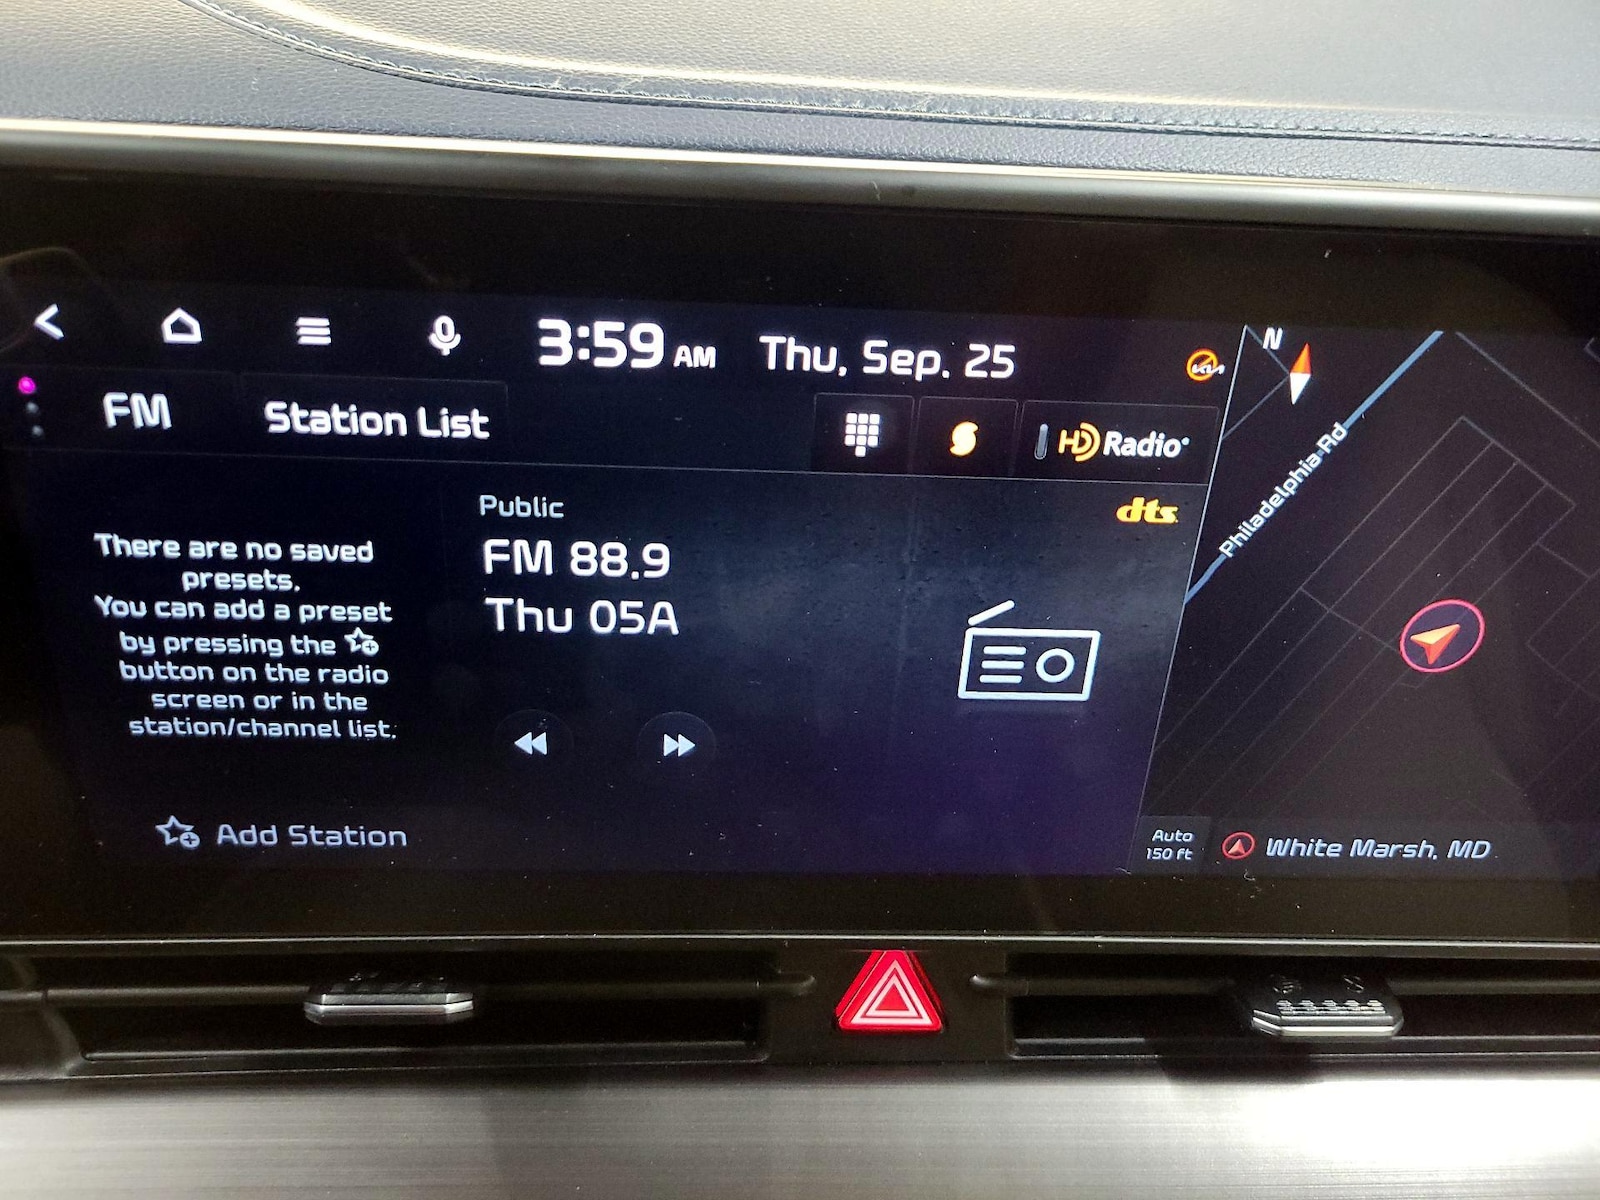 3:59 AM Thu, Sep. 25
FM Station List
HD Radio
dts
There are no saved
presets.
You can add a preset
by pressing the
button on the radio
screen or in the
station/channel list.
Add Station
Public
FM 88.9
Thu 05A
N
Philadelphia Rd
Auto
150 ft
White Marsh, MD